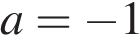 a = −1